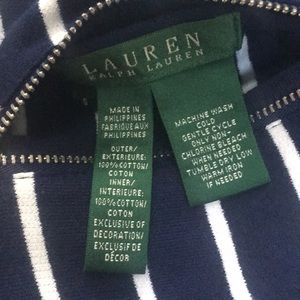 LAUREN
RALPH LAUREN
MADE IN
PHILIPPINES
FABRIQUÉ AUX
PHILIPPINES
OUTER/
EXTERIEURE:
100% COTTON/
COTON
INNER/
INTERIEURE:
100% COTTON/
COTON
EXCLUSIVE OF
DECORATION/
EXCLUSIF DE
DÉCOR
MACHINE WASH
COLD
GENTLE CYCLE
ONLY NON-
CHLORINE BLEACH
WHEN NEEDED
TUMBLE DRY LOW
WARM IRON
IF NEEDED